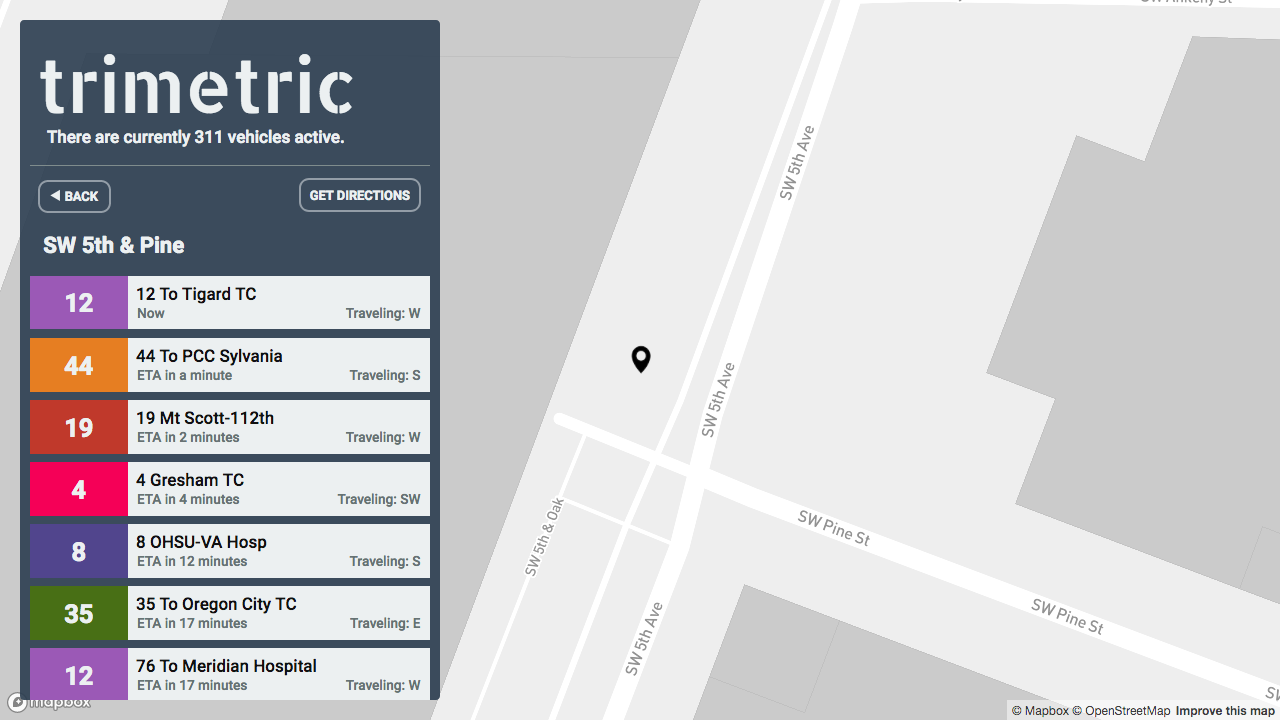 trimetric
There are currently 311 vehicles active.
BACK
GET DIRECTIONS
SW 5th & Pine
12
12 To Tigard TC
Now
Traveling: W
44
44 To PCC Sylvania
ETA in a minute
Traveling: S
19
19 Mt Scott-112th
ETA in 2 minutes
Traveling: W
4
4 Gresham TC
ETA in 4 minutes
Traveling: SW
8
8 OHSU-VA Hosp
ETA in 12 minutes
Traveling: S
35
35 To Oregon City TC
ETA in 17 minutes
Traveling: E
12
76 To Meridian Hospital
ETA in 17 minutes
Traveling: W
mapbox
SW Ankeny St
SW 5th Ave
SW 5th Ave
SW 5th & Oak
SW Pine St
SW 5th Ave
SW Pine St
© Mapbox © OpenStreetMap Improve this map